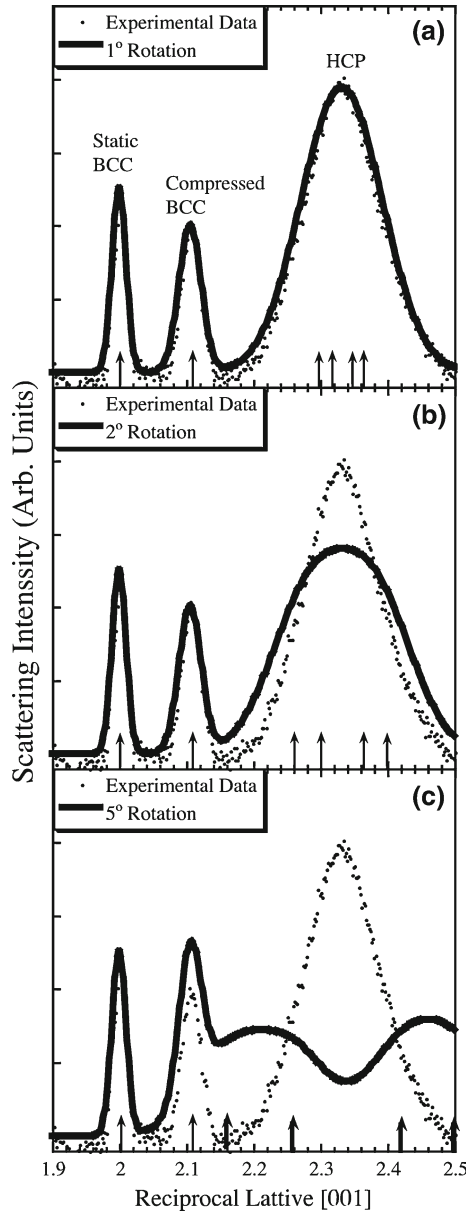 Experimental Data
1° Rotation
(a)
HCP
Static
BCC
Compressed
BCC
Experimental Data
2° Rotation
(b)
Experimental Data
5° Rotation
(c)
Scattering Intenssity (Arb. Units)
1.9 2 2.1 2.2 2.3 2.4 2.5
Reciprocal Lattive [001]